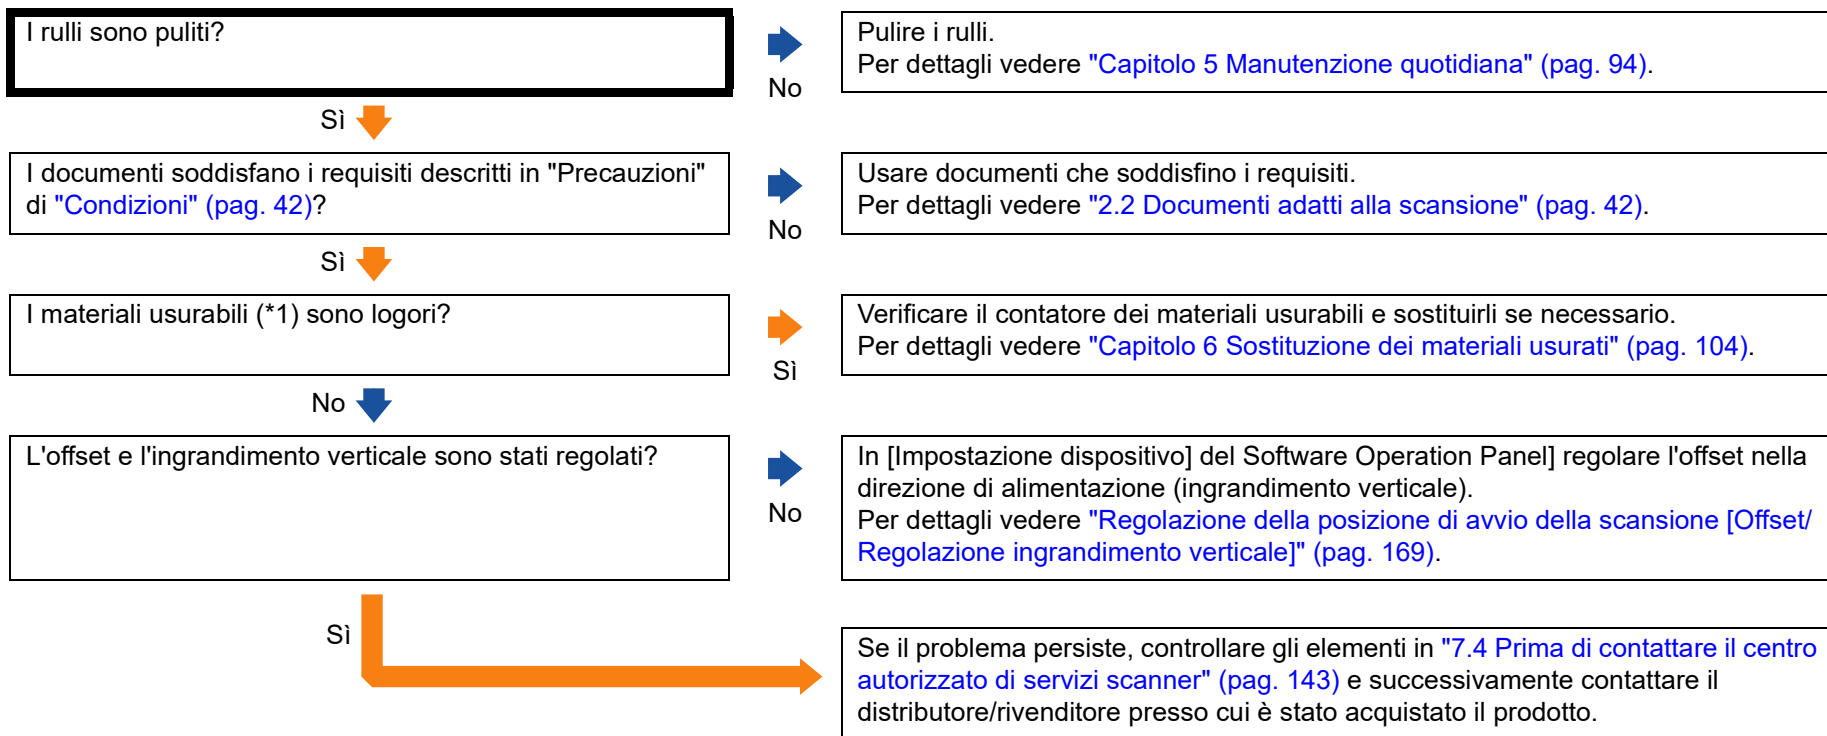 I rulli sono puliti?
No
Pulire i rulli.
Per dettagli vedere "Capitolo 5 Manutenzione quotidiana" (pag. 94).
Sì
I documenti soddisfano i requisiti descritti in "Precauzioni"
di "Condizioni" (pag. 42)?
No
Usare documenti che soddisfino i requisiti.
Per dettagli vedere "2.2 Documenti adatti alla scansione" (pag. 42).
Sì
I materiali usurabili (*1) sono logori?
Sì
Verificare il contatore dei materiali usurabili e sostituirli se necessario.
Per dettagli vedere "Capitolo 6 Sostituzione dei materiali usurati" (pag. 104).
No
L'offset e l'ingrandimento verticale sono stati regolati?
No
In [Impostazione dispositivo] del Software Operation Panel] regolare l'offset nella
direzione di alimentazione (ingrandimento verticale).
Per dettagli vedere "Regolazione della posizione di avvio della scansione [Offset/
Regolazione ingrandimento verticale]" (pag. 169).
Sì
Se il problema persiste, controllare gli elementi in "7.4 Prima di contattare il centro
autorizzato di servizi scanner" (pag. 143) e successivamente contattare il
distributore/rivenditore presso cui è stato acquistato il prodotto.